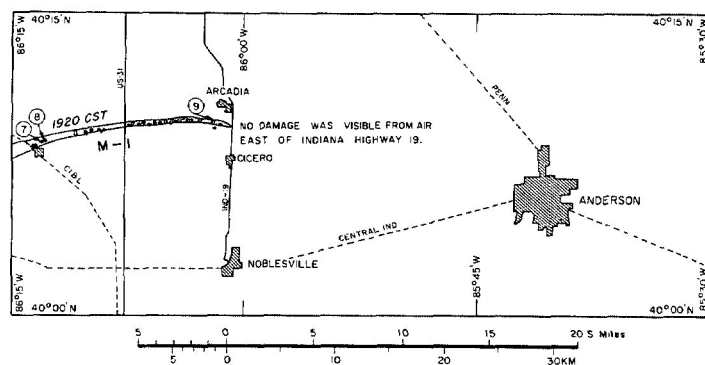 40°15'N
86°15'W
86°00'W
40°15'N
85°30'W
US-31
ARCADIA
PENN
9
8
7
1920 CST
NO DAMAGE WAS VISIBLE FROM AIR
EAST OF INDIANA HIGHWAY 19.
M-1
CICERO
CI&L
IND-19
ANDERSON
CENTRAL IND
NOBLESVILLE
86°15'W
40°00'N
85°45'W
85°30'W
40°00'N
5 0 5 10 15 20 S Miles
5 0 10 20 30KM